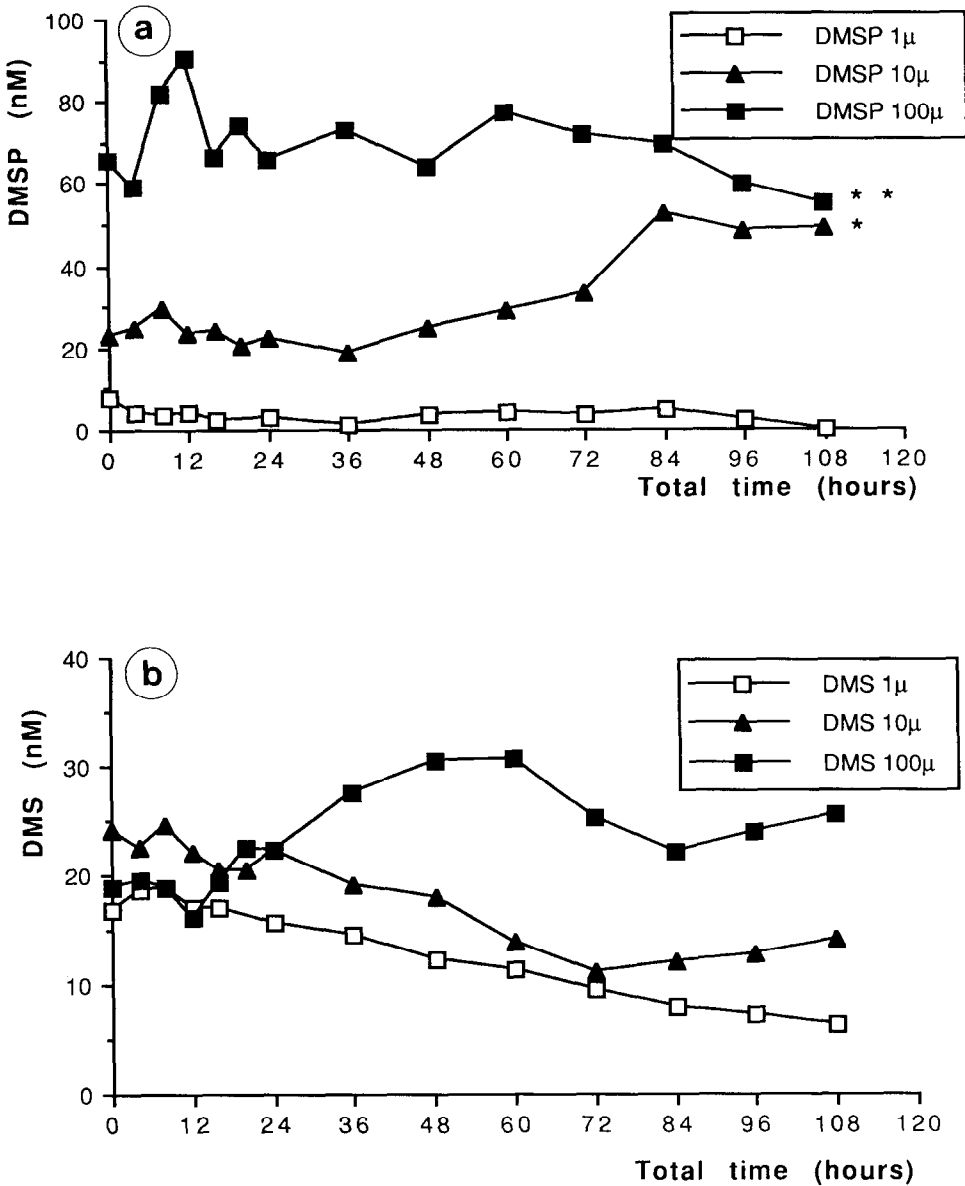 a
DMSP (nM)
100
80
60
40
20
0
DMSP 1μ
DMSP 10μ
DMSP 100μ
* *
*
0 12 24 36 48 60 72 84 96 108 120
Total time (hours)
b
DMS (nM)
40
30
20
10
0
DMS 1μ
DMS 10μ
DMS 100μ
0 12 24 36 48 60 72 84 96 108 120
Total time (hours)